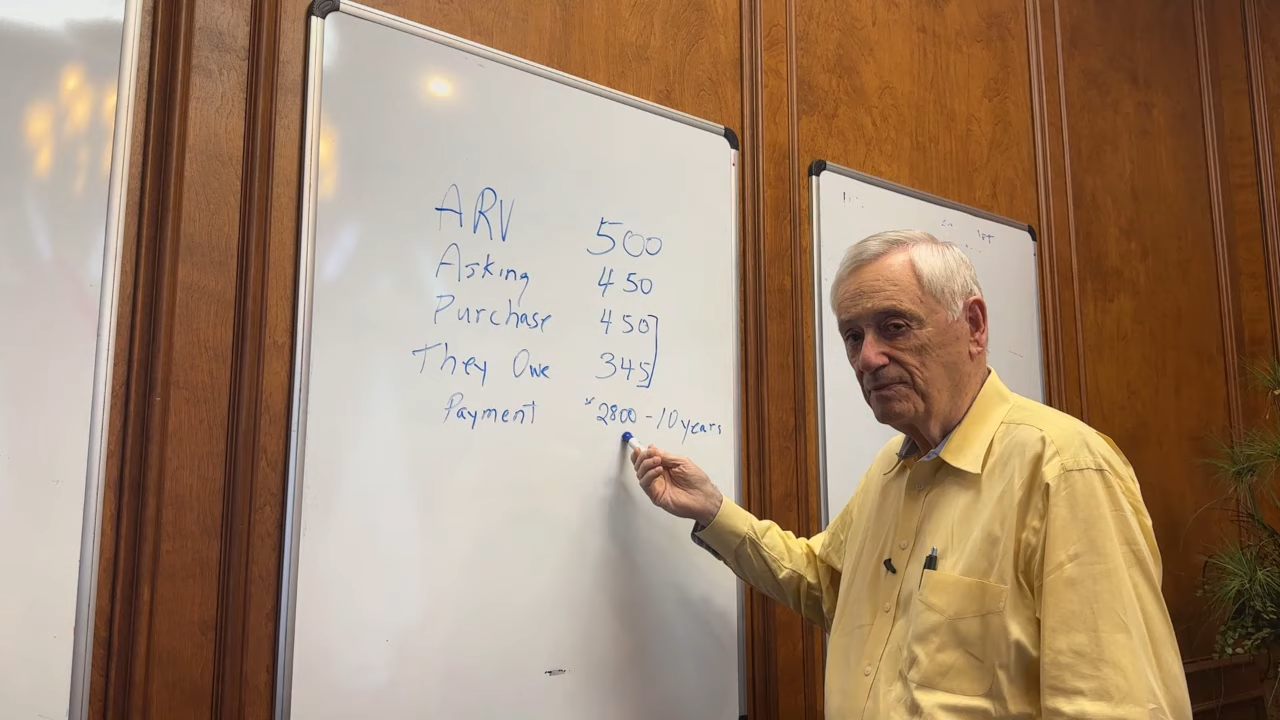 ARV 500
Asking 450
Purchase 450
They Owe 345
Payment 2800 - 10 years